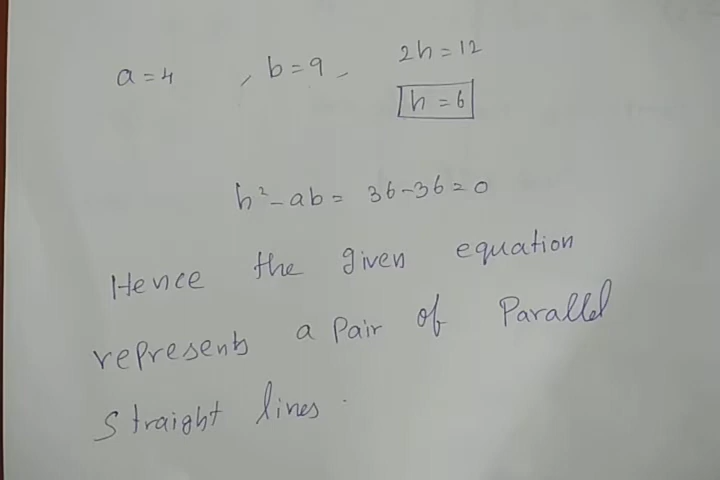 a = 4 , b = 9 , 2h = 12
h = 6
h² - ab = 36 - 36 = 0
Hence the given equation
represents a pair of Parallel
straight lines.